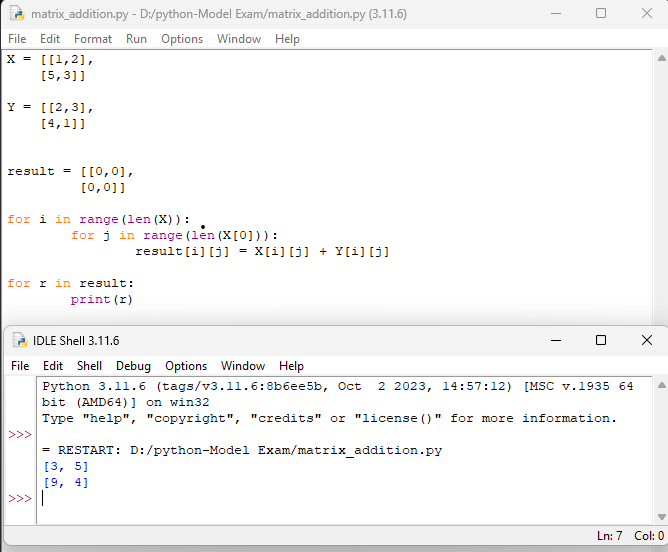 matrix_addition.py - D:/python-Model Exam/matrix_addition.py (3.11.6)
File Edit Format Run Options Window Help
X = [[1,2],
    [5,3]]
Y = [[2,3],
    [4,1]]
result = [[0,0],
         [0,0]]
for i in range(len(X)):
        for j in range(len(X[0])):
                result[i][j] = X[i][j] + Y[i][j]
for r in result:
        print(r)
IDLE Shell 3.11.6
File Edit Shell Debug Options Window Help
Python 3.11.6 (tags/v3.11.6:8b6ee5b, Oct  2 2023, 14:57:12) [MSC v.1935 64
bit (AMD64)] on win32
Type "help", "copyright", "credits" or "license()" for more information.
>>>
= RESTART: D:/python-Model Exam/matrix_addition.py
[3, 5]
[9, 4]
>>>
Ln: 7 Col: 0